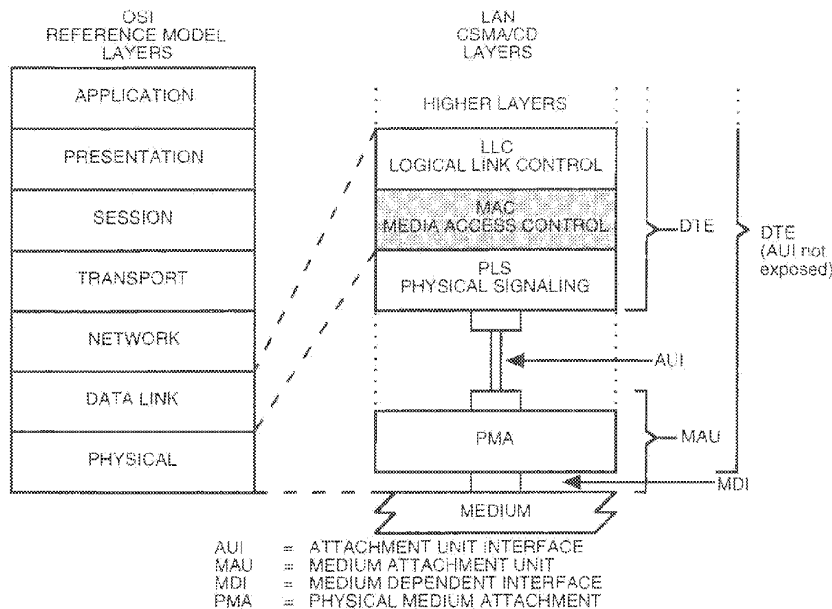 OSI
REFERENCE MODEL
LAYERS
APPLICATION
PRESENTATION
SESSION
TRANSPORT
NETWORK
DATA LINK
PHYSICAL
LAN
CSMA/CD
LAYERS
HIGHER LAYERS
LLC
LOGICAL LINK CONTROL
MAC
MEDIA ACCESS CONTROL
PLS
PHYSICAL SIGNALING
PMA
MEDIUM
DTE
DTE
(AUI not
exposed)
AUI
MAU
MDI
AUI = ATTACHMENT UNIT INTERFACE
MAU = MEDIUM ATTACHMENT UNIT
MDI = MEDIUM DEPENDENT INTERFACE
PMA = PHYSICAL MEDIUM ATTACHMENT